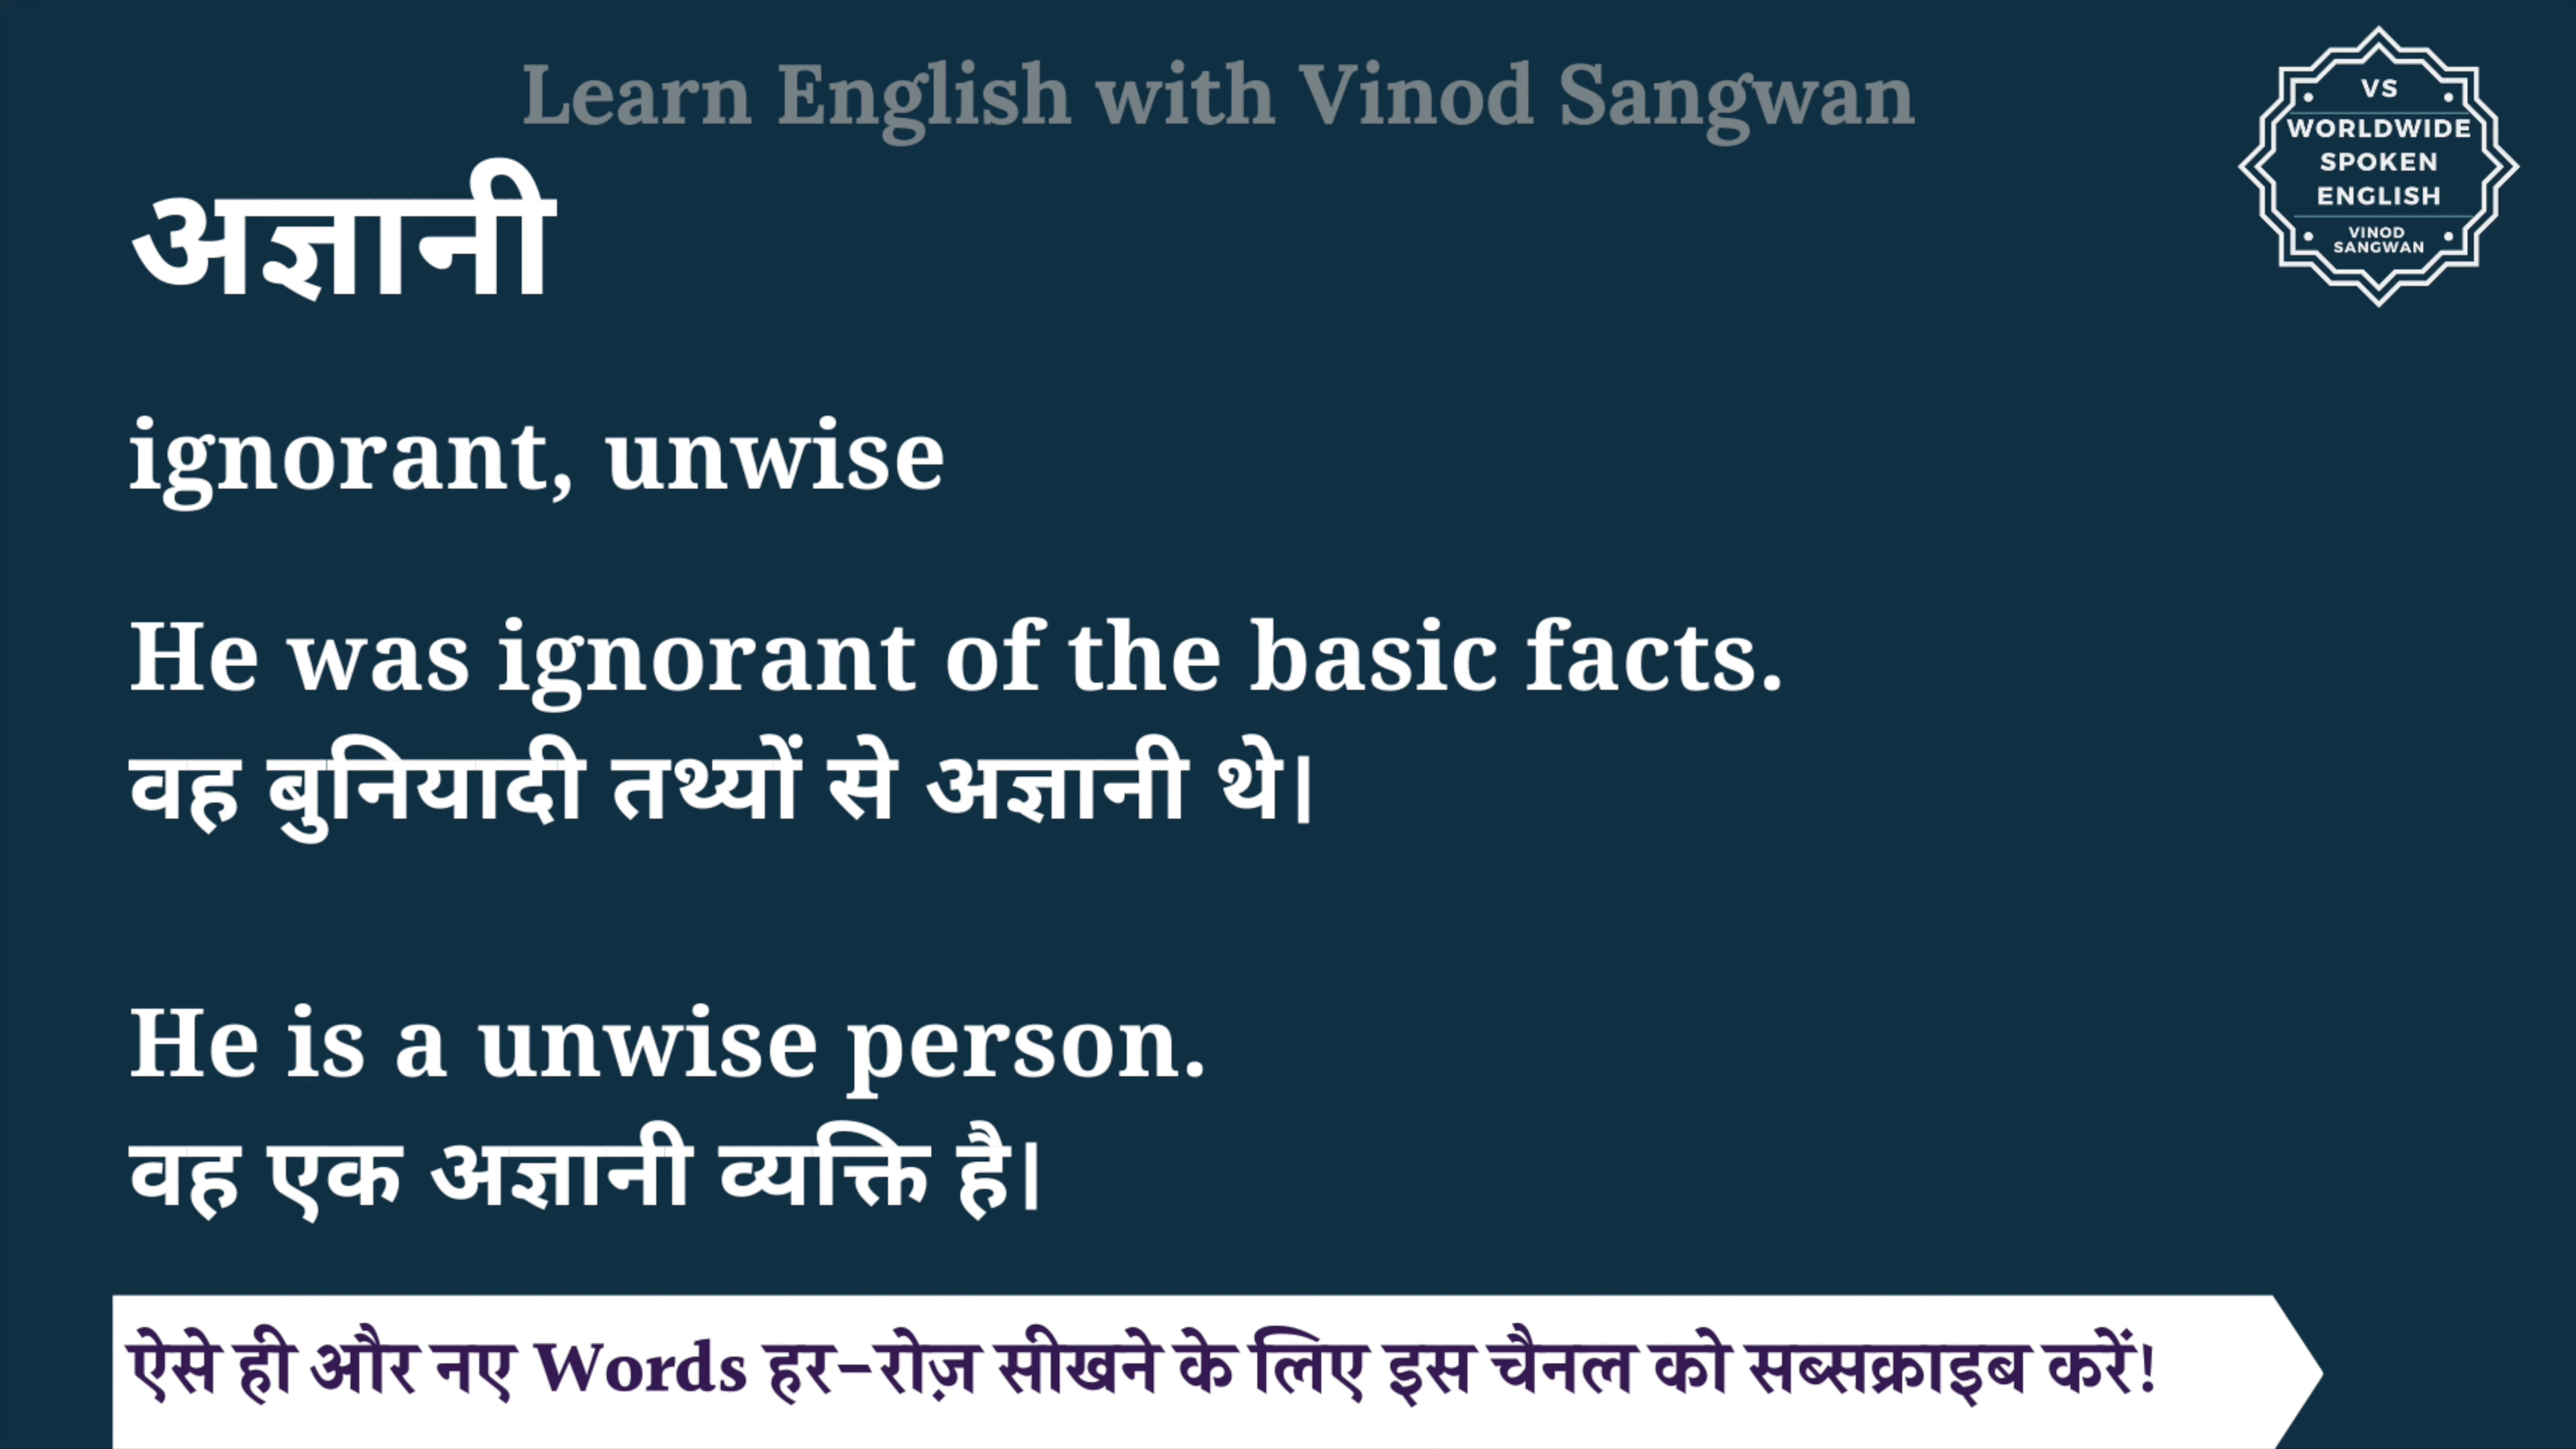 Learn English with Vinod Sangwan
VS
WORLDWIDE
SPOKEN
ENGLISH
VINOD
SANGWAN
अज्ञानी
ignorant, unwise
He was ignorant of the basic facts.
वह बुनियादी तथ्यों से अज्ञानी थे।
He is a unwise person.
वह एक अज्ञानी व्यक्ति है।
ऐसे ही और नए Words हर-रोज़ सीखने के लिए इस चैनल को सब्सक्राइब करें!